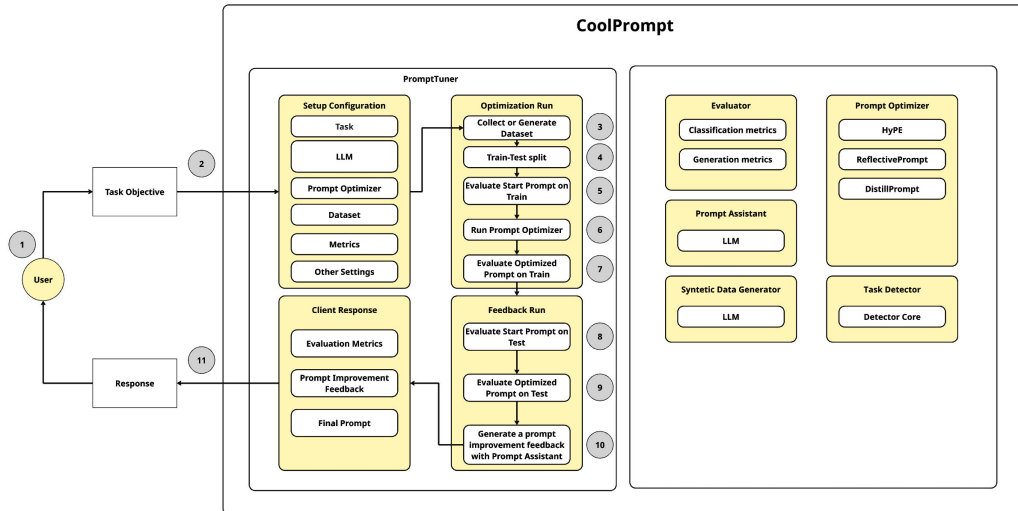 CoolPrompt
PromptTuner
Setup Configuration
Task
LLM
Prompt Optimizer
Dataset
Metrics
Other Settings
Optimization Run
Collect or Generate
Dataset
3
Train-Test split
4
Evaluate Start Prompt on
Train
5
Run Prompt Optimizer
6
Evaluate Optimized
Prompt on Train
7
Evaluator
Classification metrics
Generation metrics
Prompt Optimizer
HyPE
ReflectivePrompt
DistillPrompt
Prompt Assistant
LLM
Syntetic Data Generator
LLM
Task Detector
Detector Core
1
User
Task Objective
2
Client Response
Evaluation Metrics
Prompt Improvement
Feedback
Final Prompt
Feedback Run
Evaluate Start Prompt on
Test
8
Evaluate Optimized
Prompt on Test
9
Generate a prompt
improvement feedback
with Prompt Assistant
10
11
Response